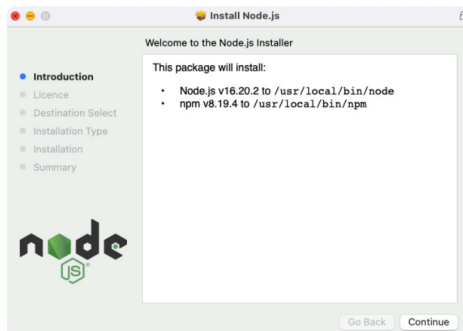 Install Node.js
Welcome to the Node.js Installer
Introduction
Licence
Destination Select
Installation Type
Installation
Summary
This package will install:
• Node.js v16.20.2 to /usr/local/bin/node
• npm v8.19.4 to /usr/local/bin/npm
node
JS
Go Back
Continue